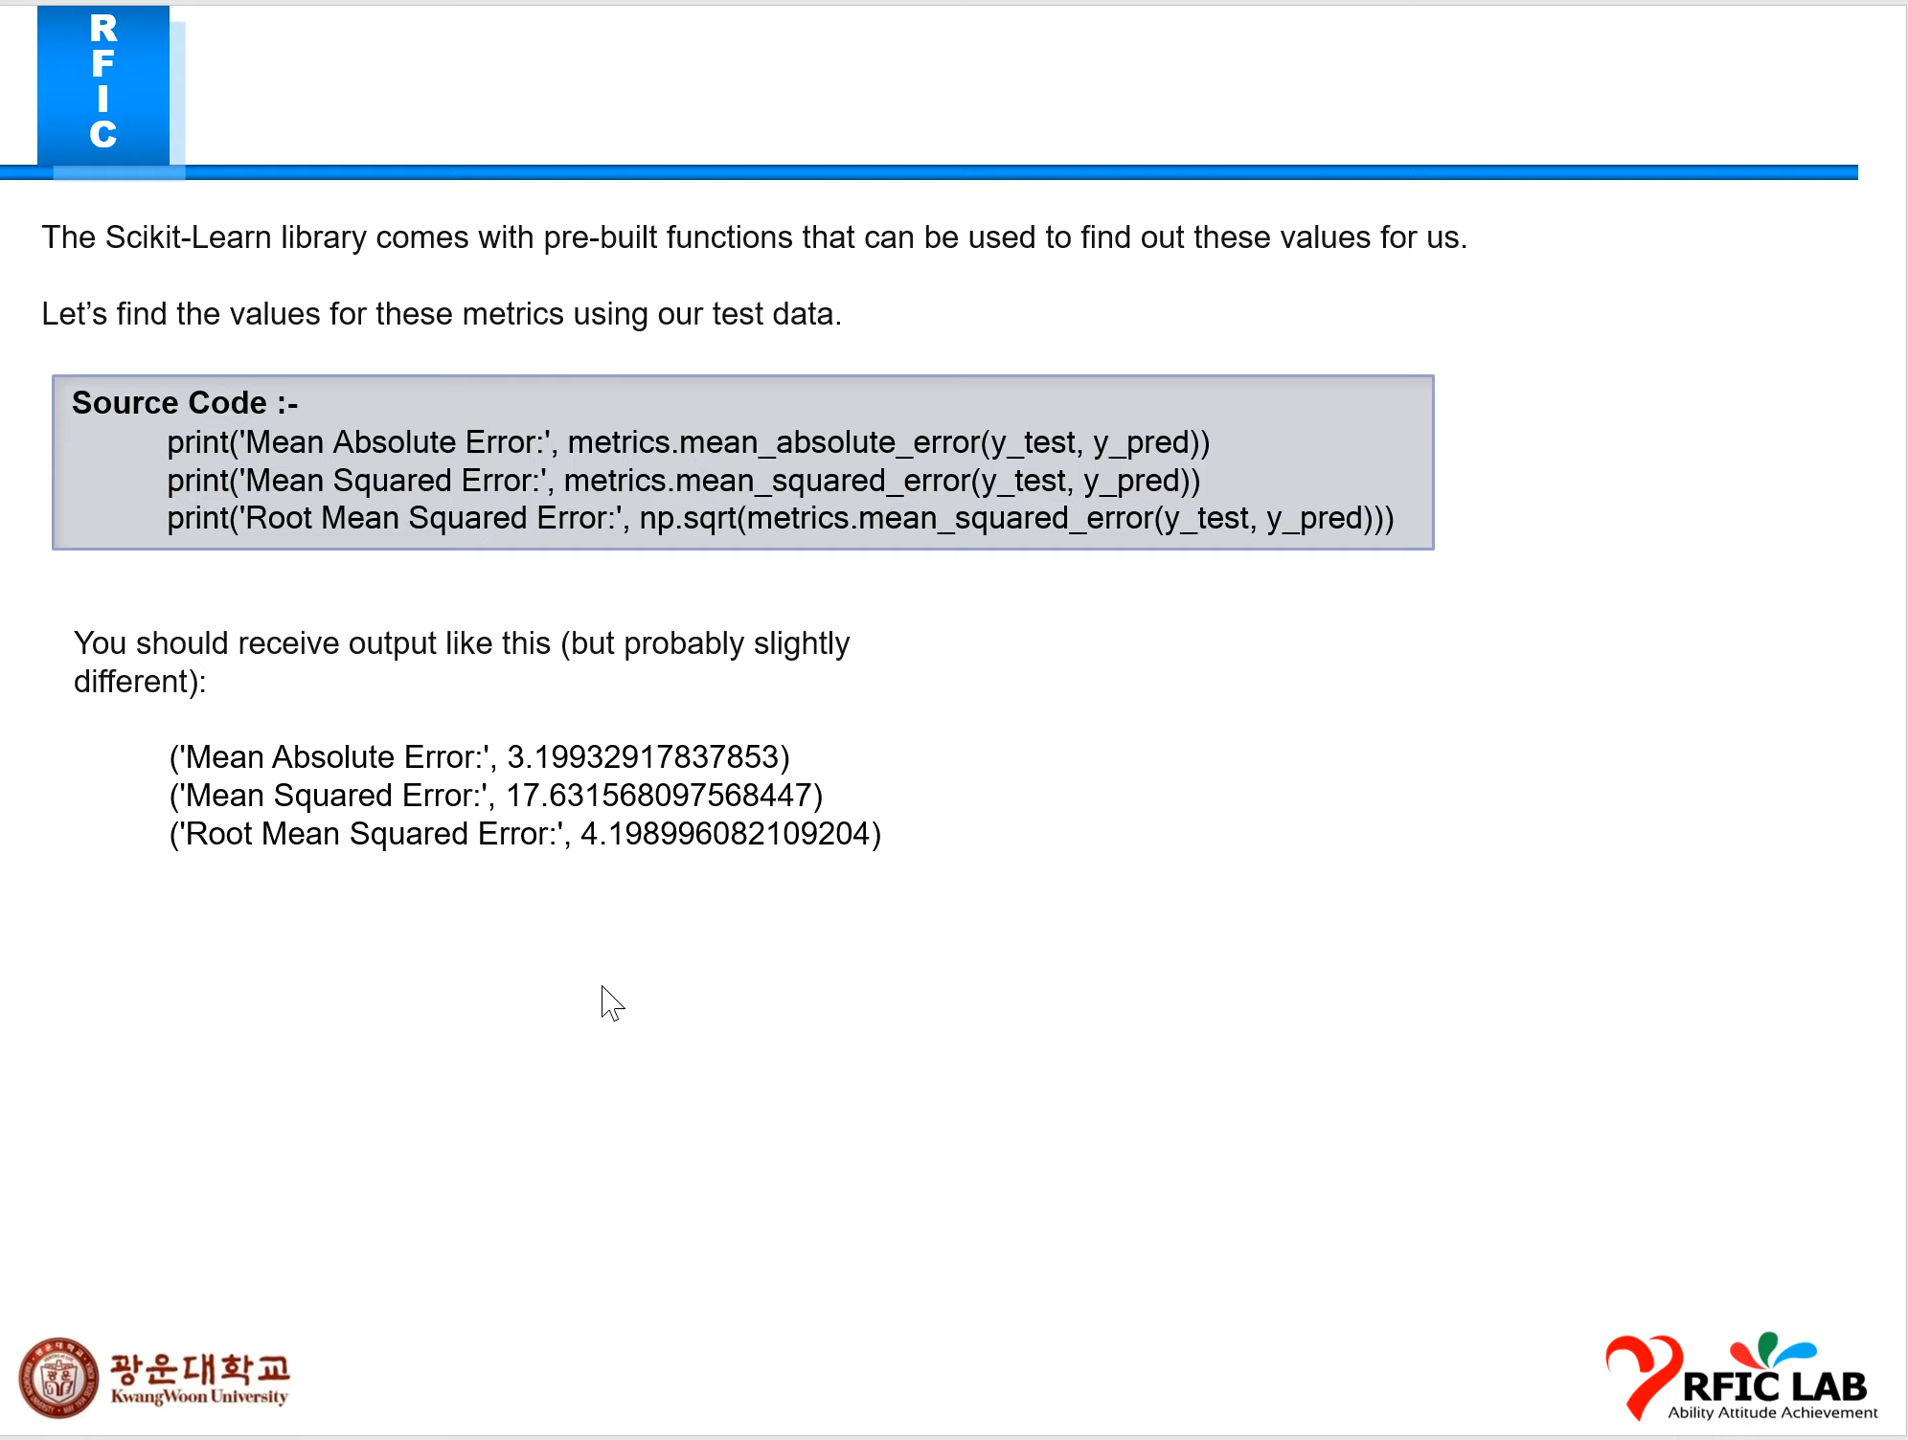 R
F
I
C
The Scikit-Learn library comes with pre-built functions that can be used to find out these values for us.
Let’s find the values for these metrics using our test data.
Source Code :-
print('Mean Absolute Error:', metrics.mean_absolute_error(y_test, y_pred))
print('Mean Squared Error:', metrics.mean_squared_error(y_test, y_pred))
print('Root Mean Squared Error:', np.sqrt(metrics.mean_squared_error(y_test, y_pred)))
You should receive output like this (but probably slightly
different):
('Mean Absolute Error:', 3.19932917837853)
('Mean Squared Error:', 17.631568097568447)
('Root Mean Squared Error:', 4.198996082109204)
광운대학교
KwangWoon University
RFIC LAB
Ability Attitude Achievement